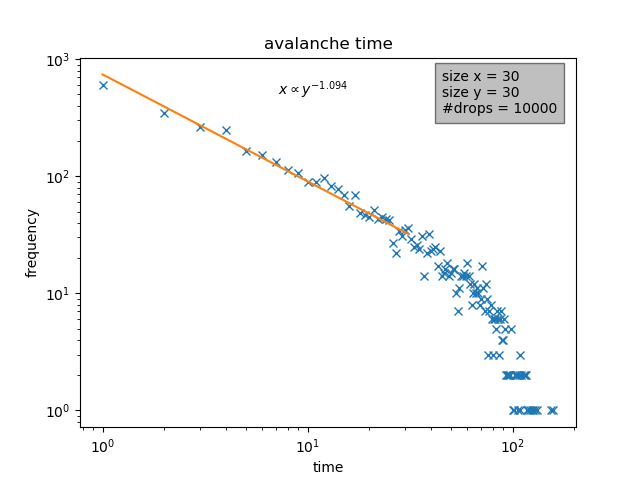 avalanche time
x ∝ y^{-1.094}
size x = 30
size y = 30
#drops = 10000
10^3
10^2
10^1
10^0
frequency
10^0
10^1
10^2
time